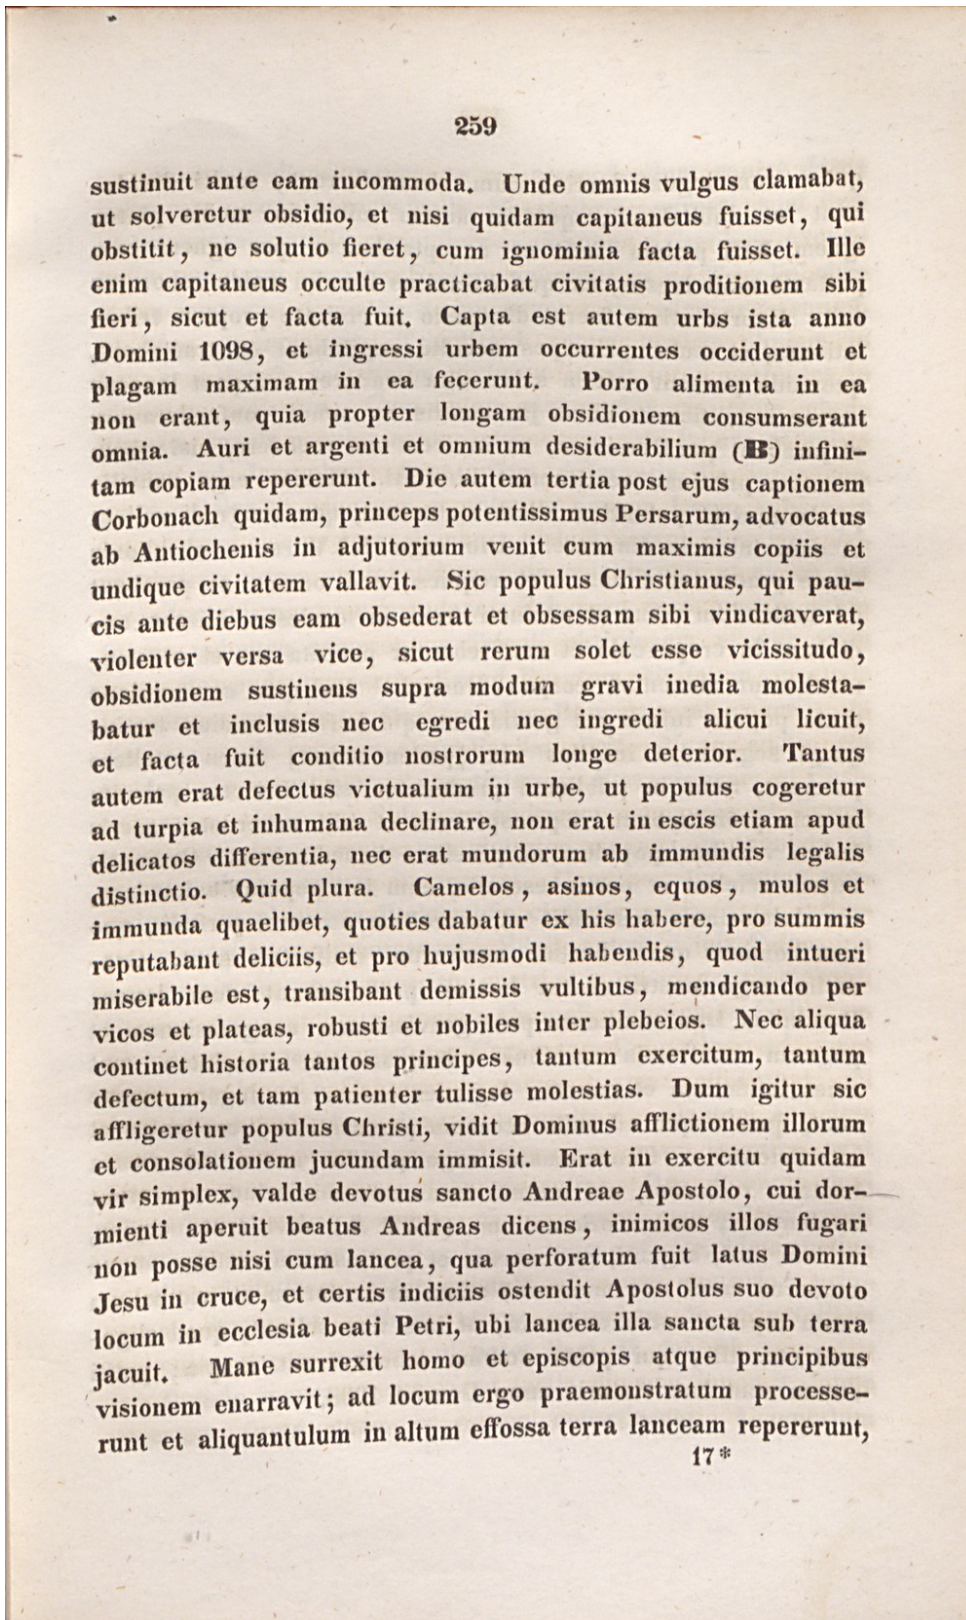 259
sustinuit ante eam incommoda. Unde omnis vulgus clamabat,
ut solveretur obsidio, et nisi quidam capitaneus fuisset, qui
obstitit, ne solutio fieret, cum ignominia facta fuisset. Ille
enim capitaneus occulte practicabat civitatis proditionem sibi
fieri, sicut et facta fuit. Capta est autem urbs ista anno
Domini 1098, et ingressi urbem occurrentes occiderunt et
plagam maximam in ea fecerunt. Porro alimenta in ea
non erant, quia propter longam obsidionem consumserant
omnia. Auri et argenti et omnium desiderabilium (B) infini-
tam copiam repererunt. Die autem tertia post ejus captionem
Corbonach quidam, princeps potentissimus Persarum, advocatus
ab Antiochenis in adjutorium venit cum maximis copiis et
undique civitatem vallavit. Sic populus Christianus, qui pau-
cis ante diebus eam obsederat et obsessam sibi vindicaverat,
violenter versa vice, sicut rerum solet esse vicissitudo,
obsidionem sustinens supra modum gravi inedia molesta-
batur et inclusis nec egredi nec ingredi alicui licuit,
et facta fuit conditio nostrorum longe deterior. Tantus
autem erat defectus victualium in urbe, ut populus cogeretur
ad turpia et inhumana declinare, non erat in escis etiam apud
delicatos differentia, nec erat mundorum ab immundis legalis
distinctio. Quid plura. Camelos, asinos, equos, mulos et
immunda quaelibet, quoties dabatur ex his habere, pro summis
reputabant deliciis, et pro hujusmodi habendis, quod intueri
miserabile est, transibant demissis vultibus, mendicando per
vicos et plateas, robusti et nobiles inter plebeios. Nec aliqua
continet historia tantos principes, tantum exercitum, tantum
defectum, et tam patienter tulisse molestias. Dum igitur sic
affligeretur populus Christi, vidit Dominus afflictionem illorum
et consolationem jucundam immisit. Erat in exercitu quidam
vir simplex, valde devotus sancto Andreae Apostolo, cui dor-
mienti aperuit beatus Andreas dicens, inimicos illos fugari
non posse nisi cum lancea, qua perforatum fuit latus Domini
Jesu in cruce, et certis indiciis ostendit Apostolus suo devoto
locum in ecclesia beati Petri, ubi lancea illa sancta sub terra
jacuit. Mane surrexit homo et episcopis atque principibus
visionem enarravit; ad locum ergo praemonstratum processe-
runt et aliquantulum in altum effossa terra lanceam repererunt,
17*